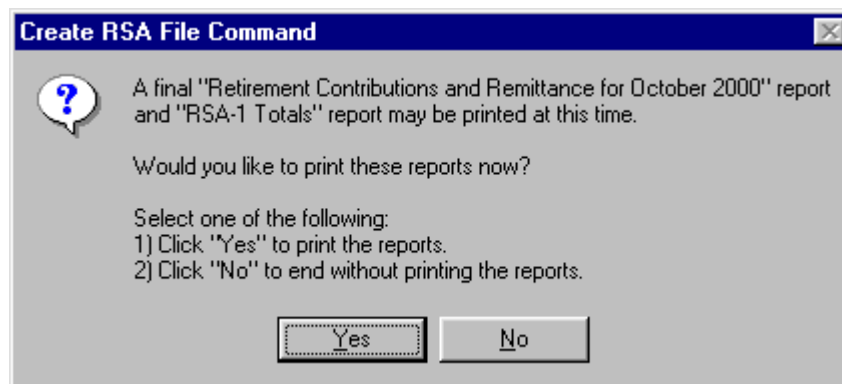 Create RSA File Command
A final "Retirement Contributions and Remittance for October 2000" report
and "RSA-1 Totals" report may be printed at this time.
Would you like to print these reports now?
Select one of the following:
1) Click "Yes" to print the reports.
2) Click "No" to end without printing the reports.
Yes
No